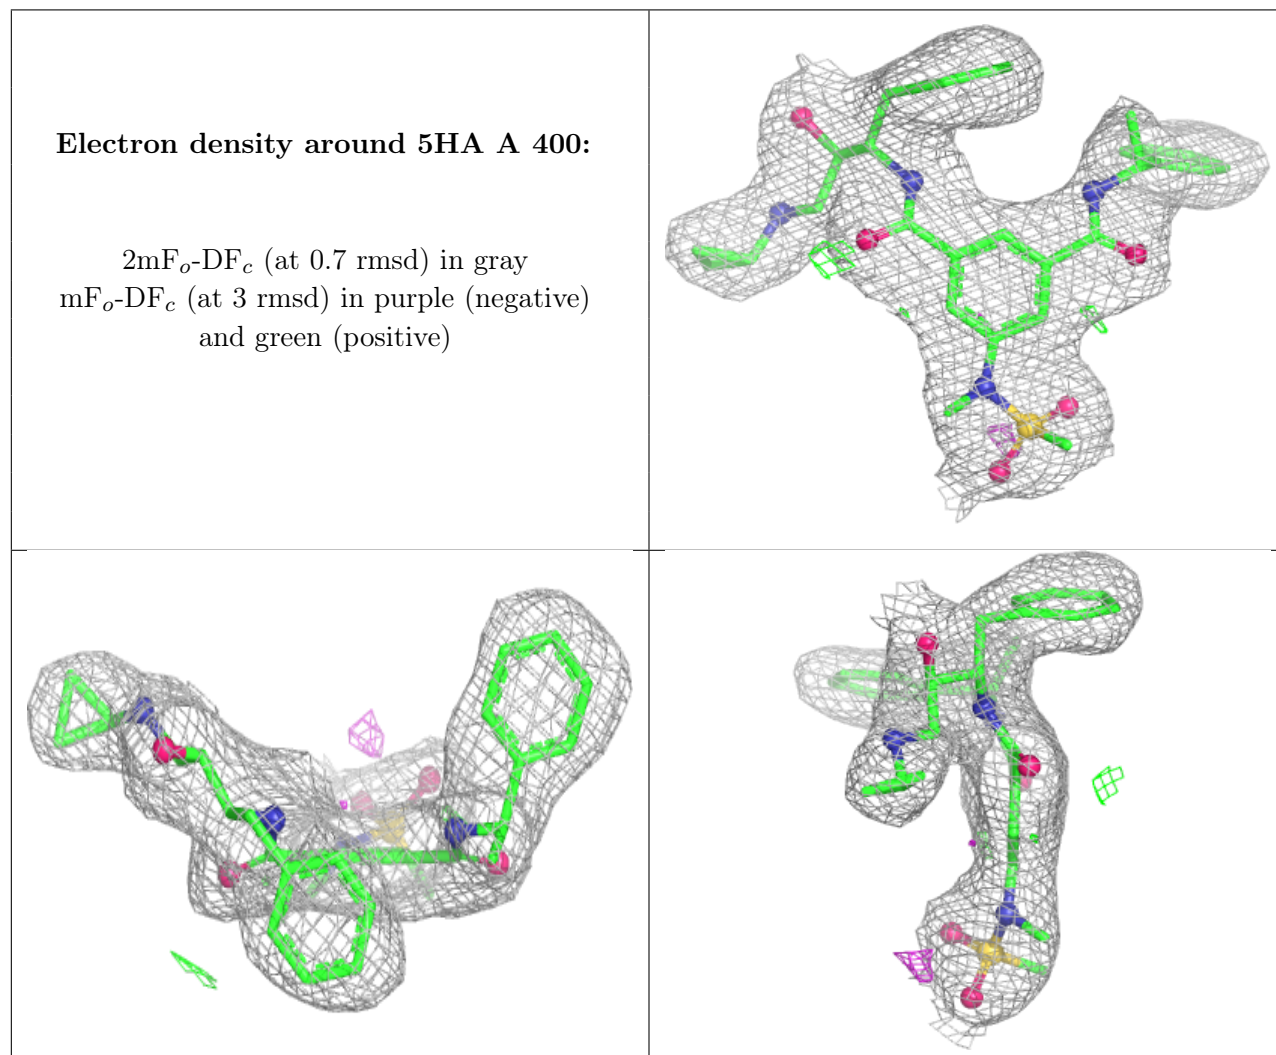 Electron density around 5HA A 400:
2mFo-DFc (at 0.7 rmsd) in gray
mFo-DFc (at 3 rmsd) in purple (negative)
and green (positive)